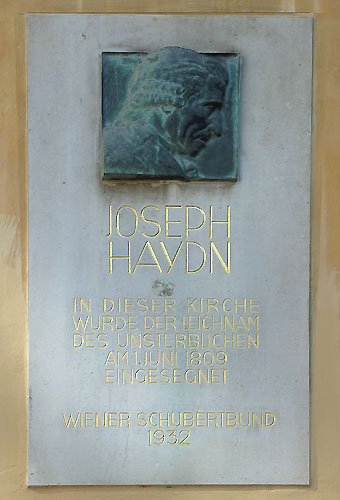 JOSEPH
HAYDN
IN DIESER KIRCHE
WURDE DER LEICHNAM
DES UNSTERBLICHEN
AM 1. JUNI 1809
EINGESEGNET
WIENER SCHUBERTBUND
1932